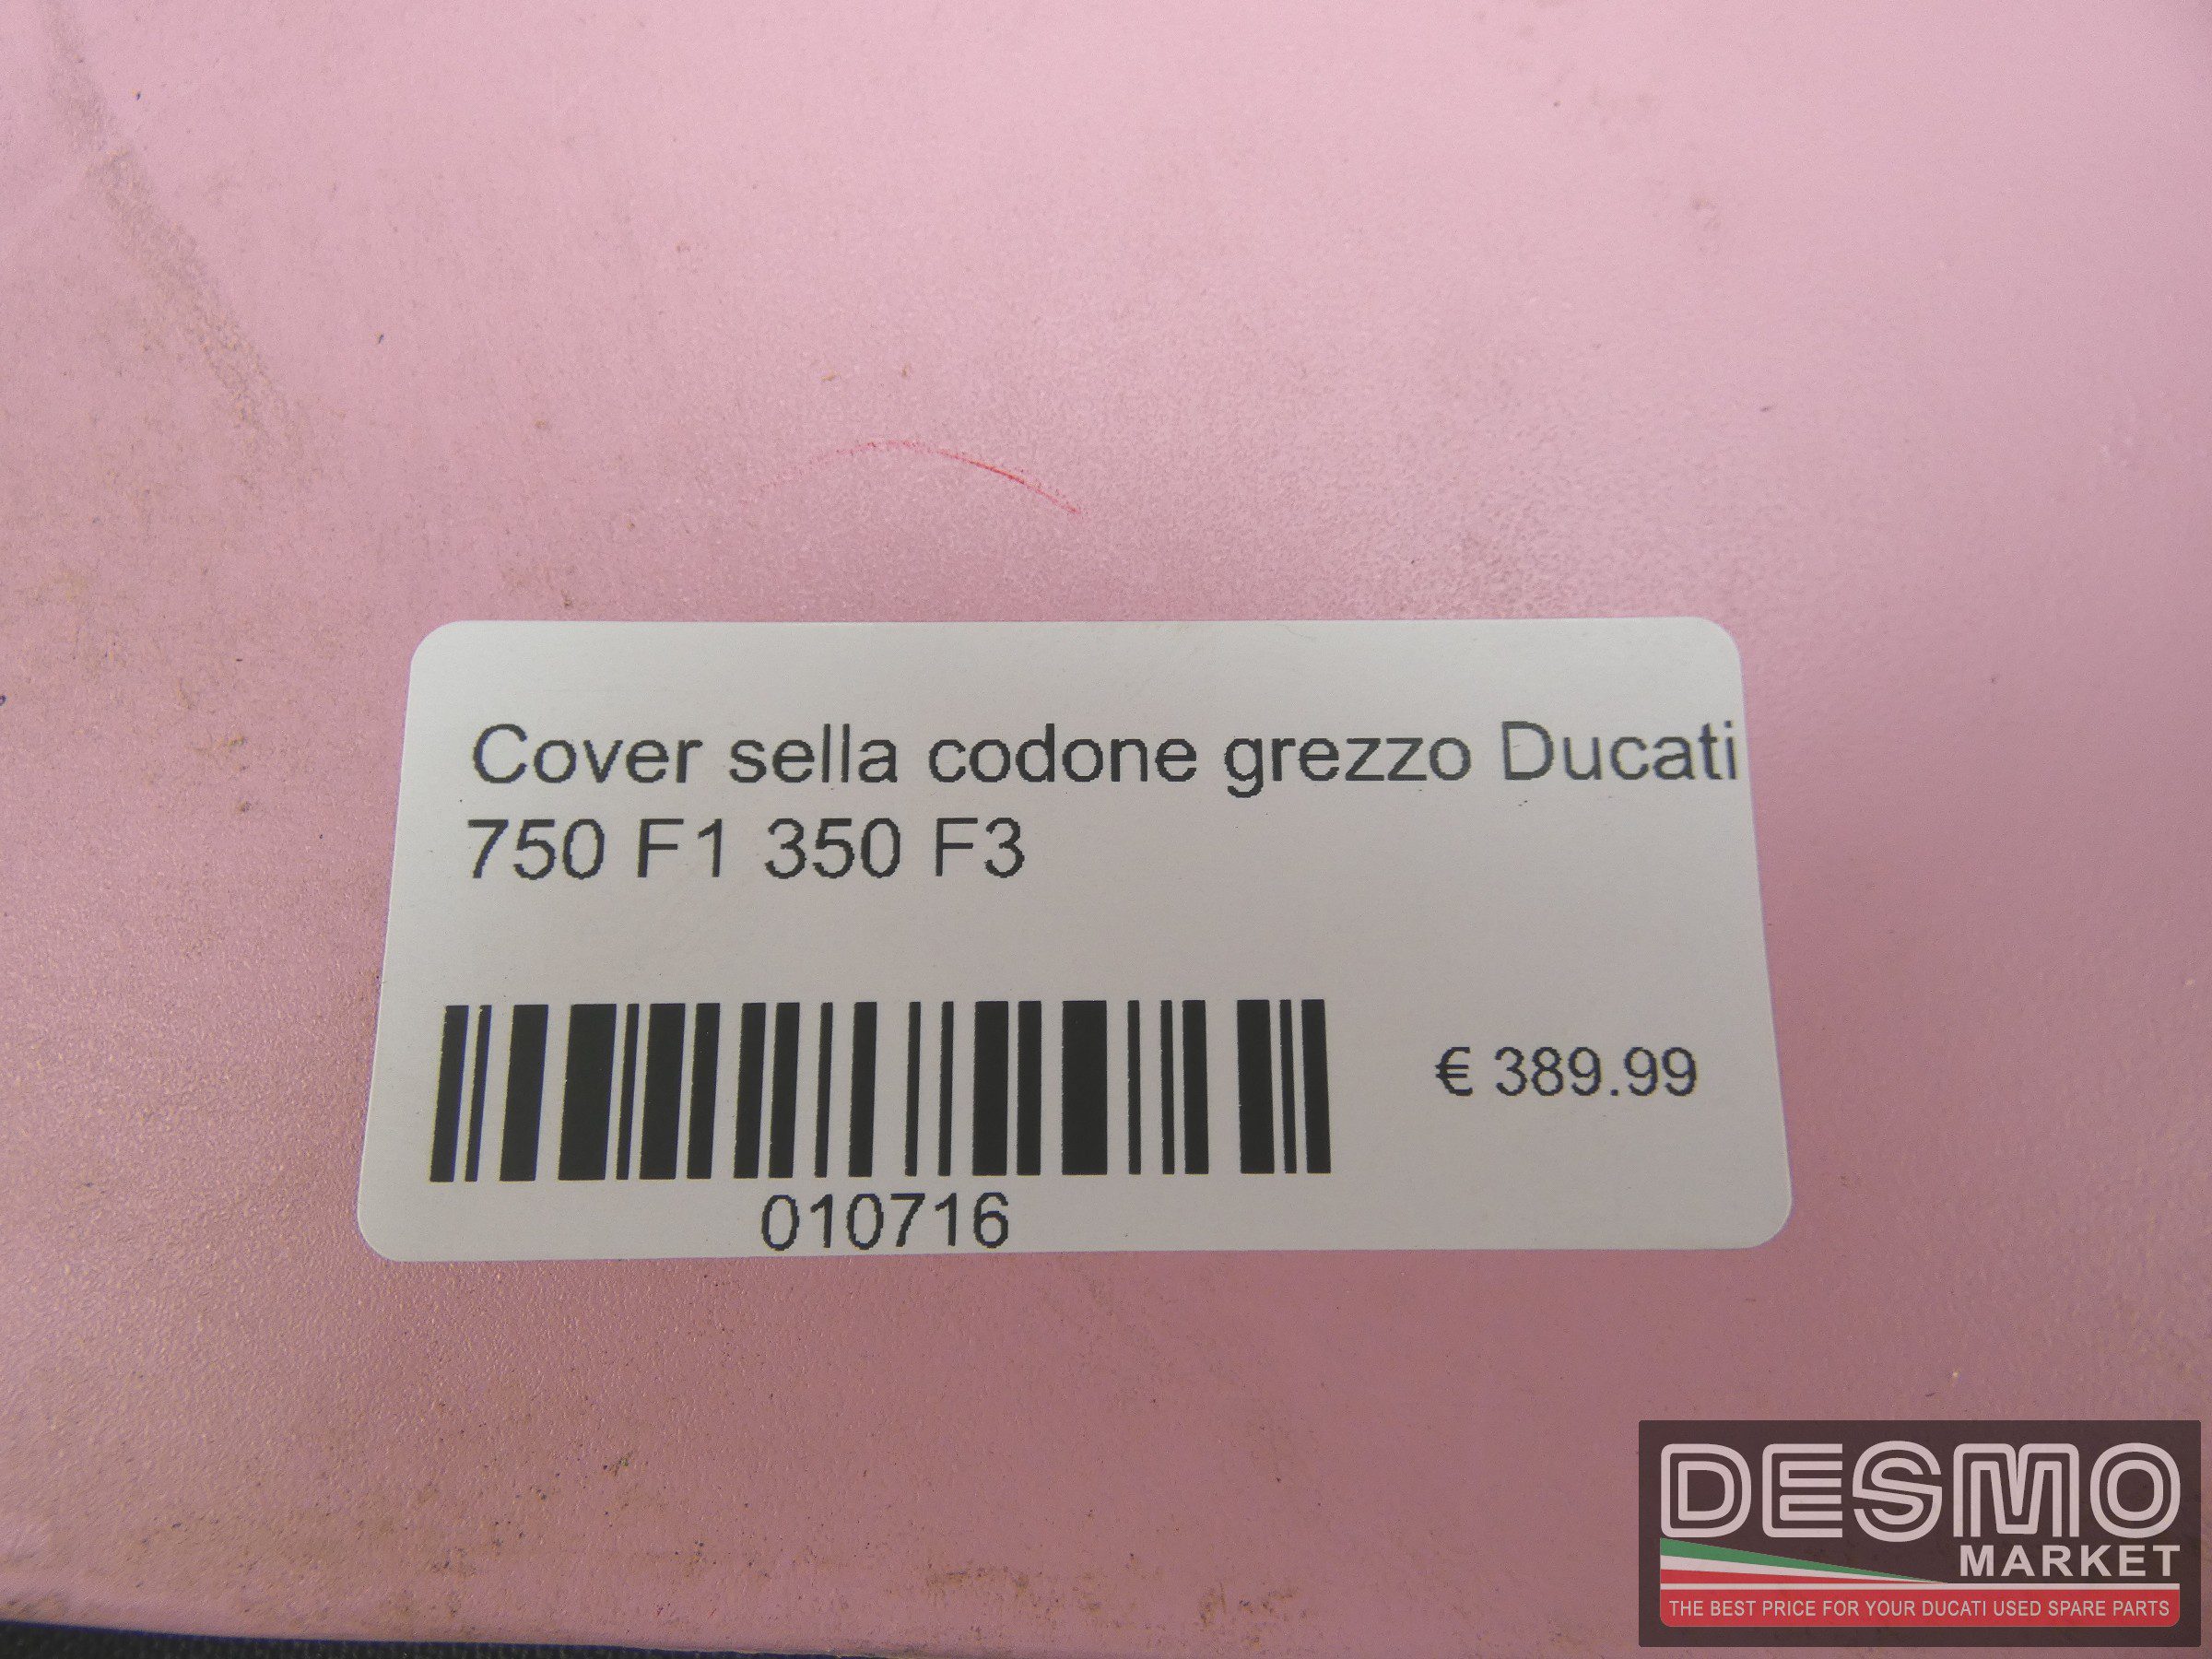 Cover sella codone grezzo Ducati
750 F1 350 F3
€ 389.99
010716
DESMO
MARKET
THE BEST PRICE FOR YOUR DUCATI USED SPARE PARTS